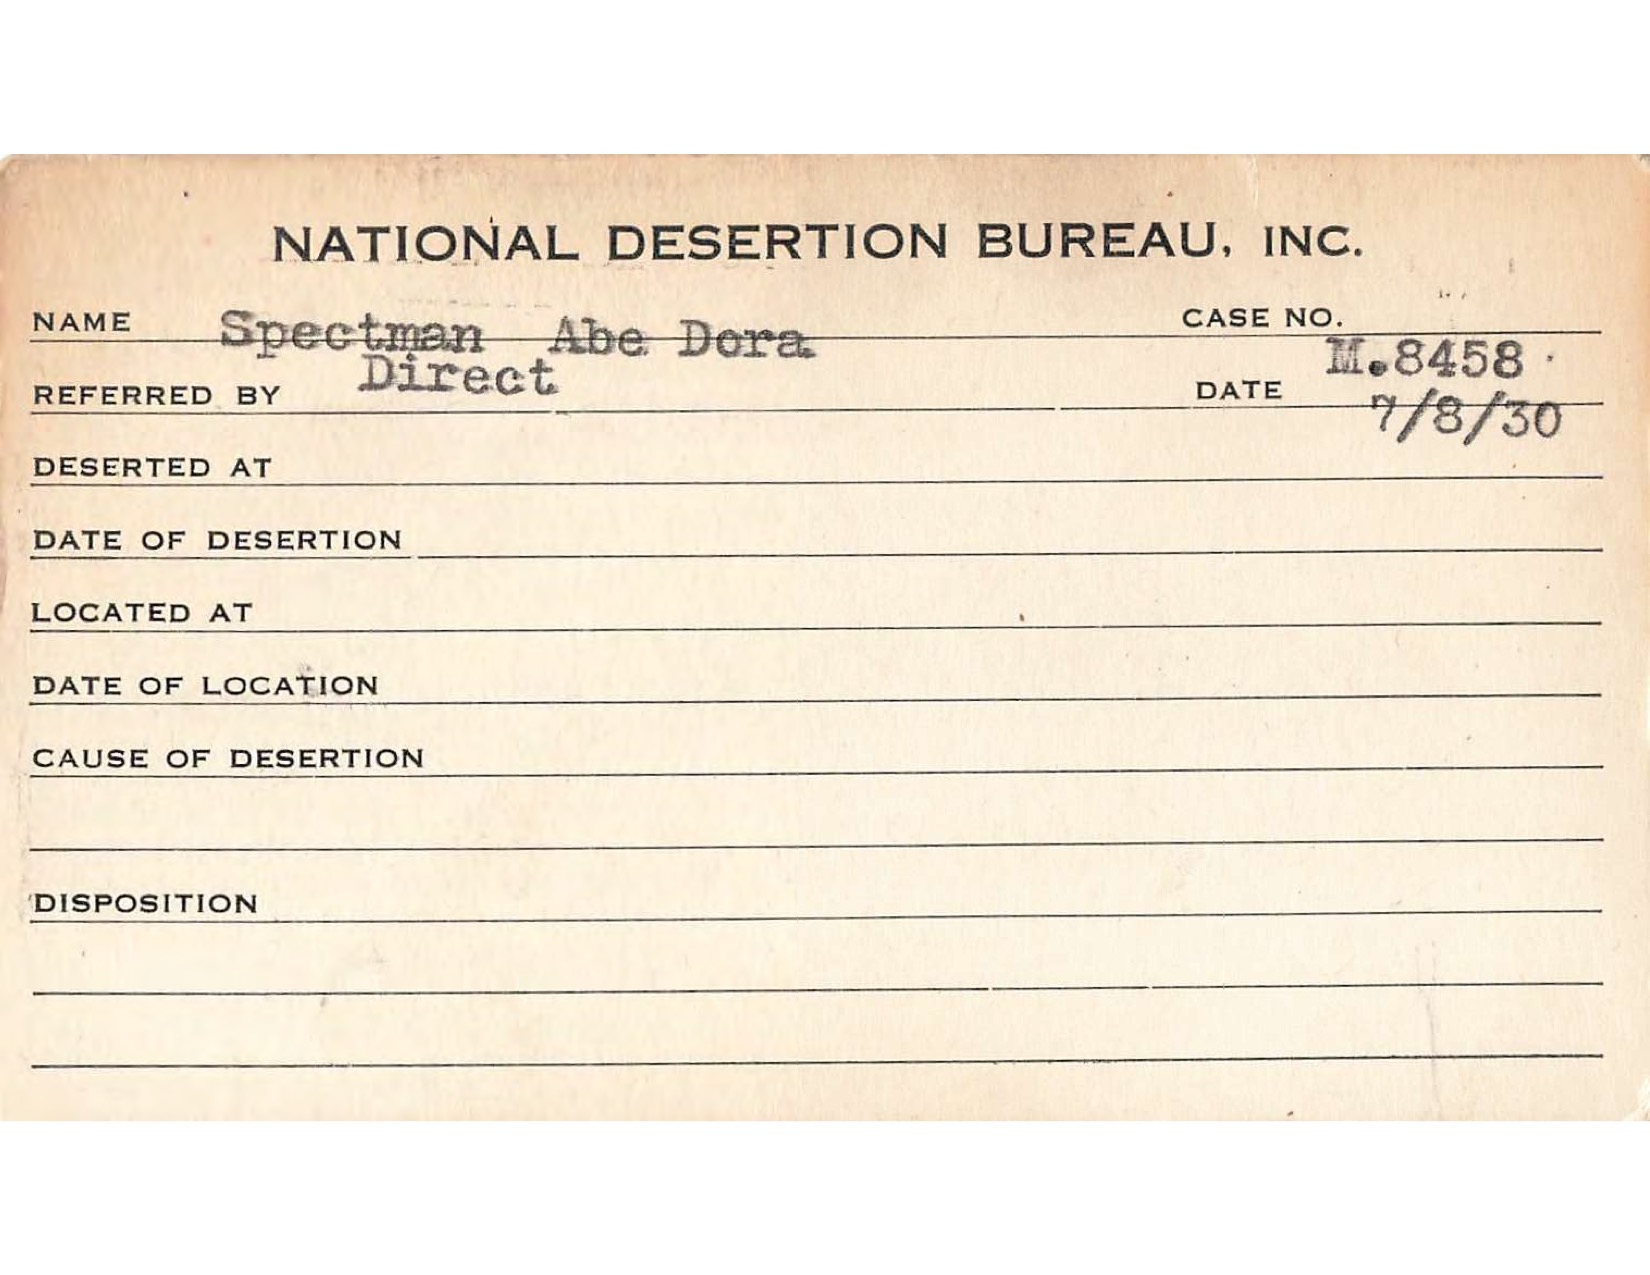 NATIONAL DESERTION BUREAU, INC.
NAME Spectman Abe Dora CASE NO. M.8458
REFERRED BY Direct DATE 7/8/30
DESERTED AT
DATE OF DESERTION
LOCATED AT
DATE OF LOCATION
CAUSE OF DESERTION
DISPOSITION